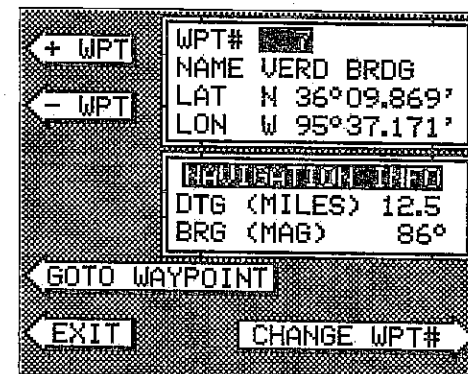 + WPT
- WPT
WPT# 7
NAME VERD BRDG
LAT N 36°09.869'
LON W 95°37.171'
NAVIGATION INFO
DTG (MILES) 12.5
BRG (MAG) 86°
GOTO WAYPOINT
EXIT
CHANGE WPT#